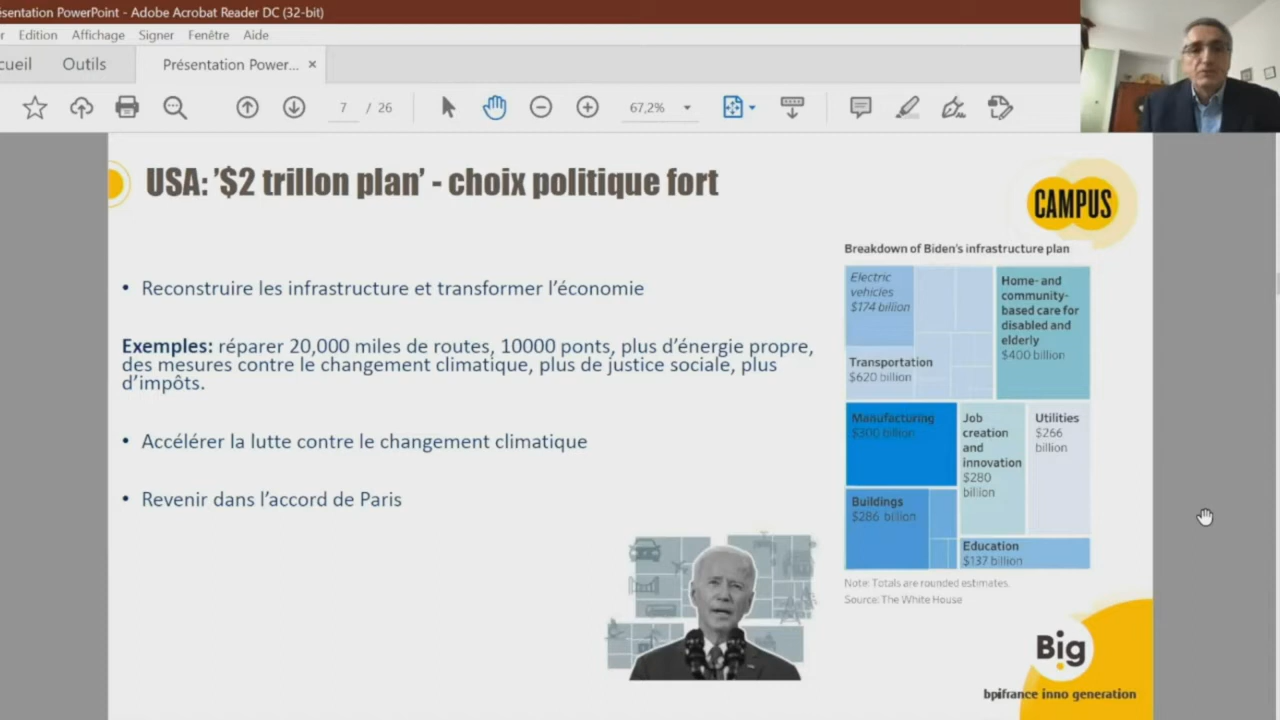 ésentation PowerPoint - Adobe Acrobat Reader DC (32-bit)
r Edition Affichage Signer Fenêtre Aide
cueil Outils Présentation Power... ×
7 / 26 67,2%
USA: ’$2 trillon plan’ - choix politique fort
CAMPUS
• Reconstruire les infrastructure et transformer l’économie
Exemples: réparer 20,000 miles de routes, 10000 ponts, plus d’énergie propre,
des mesures contre le changement climatique, plus de justice sociale, plus
d’impôts.
• Accélérer la lutte contre le changement climatique
• Revenir dans l’accord de Paris
Breakdown of Biden’s infrastructure plan
Electric
vehicles
$174 billion
Transportation
$620 billion
Home- and
community-
based care for
disabled and
elderly
$400 billion
Manufacturing
$300 billion
Job
creation
and
innovation
$280
billion
Utilities
$266
billion
Buildings
$286 billion
Education
$137 billion
Note: Totals are rounded estimates.
Source: The White House
Big
bpifrance inno generation